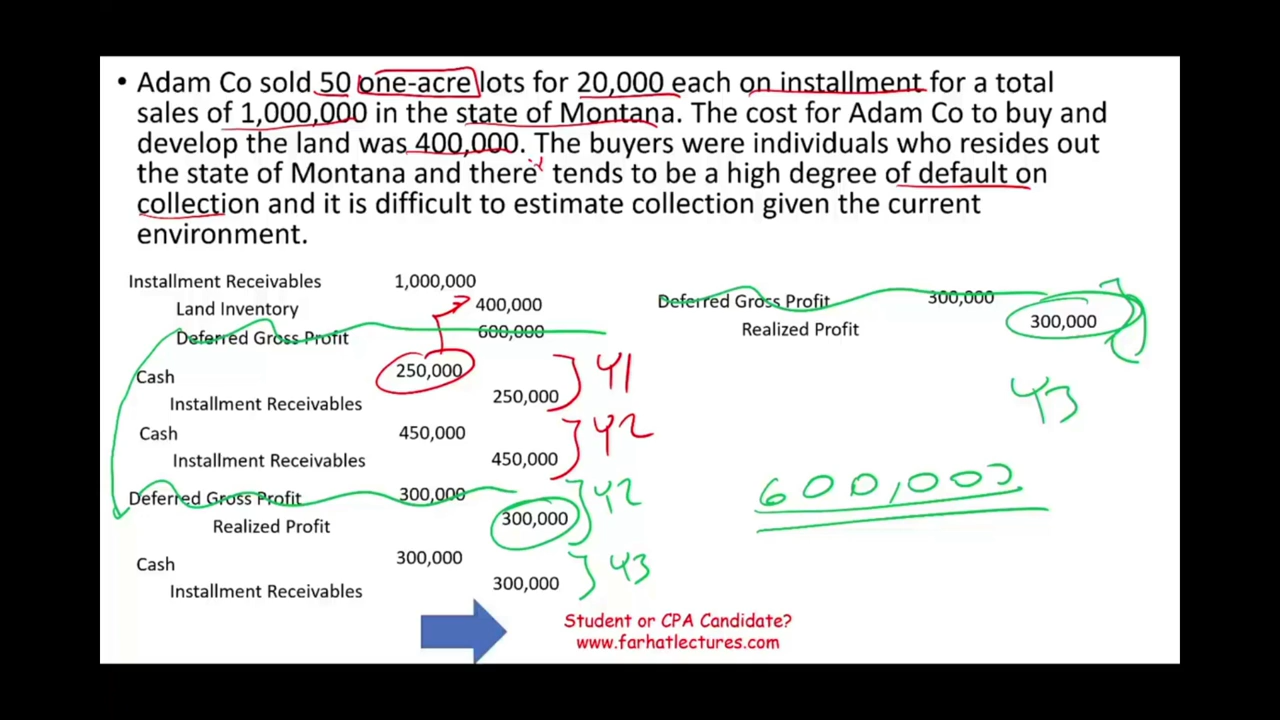 • Adam Co sold 50 one-acre lots for 20,000 each on installment for a total
sales of 1,000,000 in the state of Montana. The cost for Adam Co to buy and
develop the land was 400,000. The buyers were individuals who resides out
the state of Montana and there tends to be a high degree of default on
collection and it is difficult to estimate collection given the current
environment.
Installment Receivables 1,000,000
Land Inventory 400,000
Deferred Gross Profit 600,000
Cash 250,000
Installment Receivables 250,000
Y1
Cash 450,000
Installment Receivables 450,000
Y2
Deferred Gross Profit 300,000
Realized Profit 300,000
Y2
Cash 300,000
Installment Receivables 300,000
Y3
Deferred Gross Profit 300,000
Realized Profit 300,000
Y3
600,000
Student or CPA Candidate?
www.farhatlectures.com